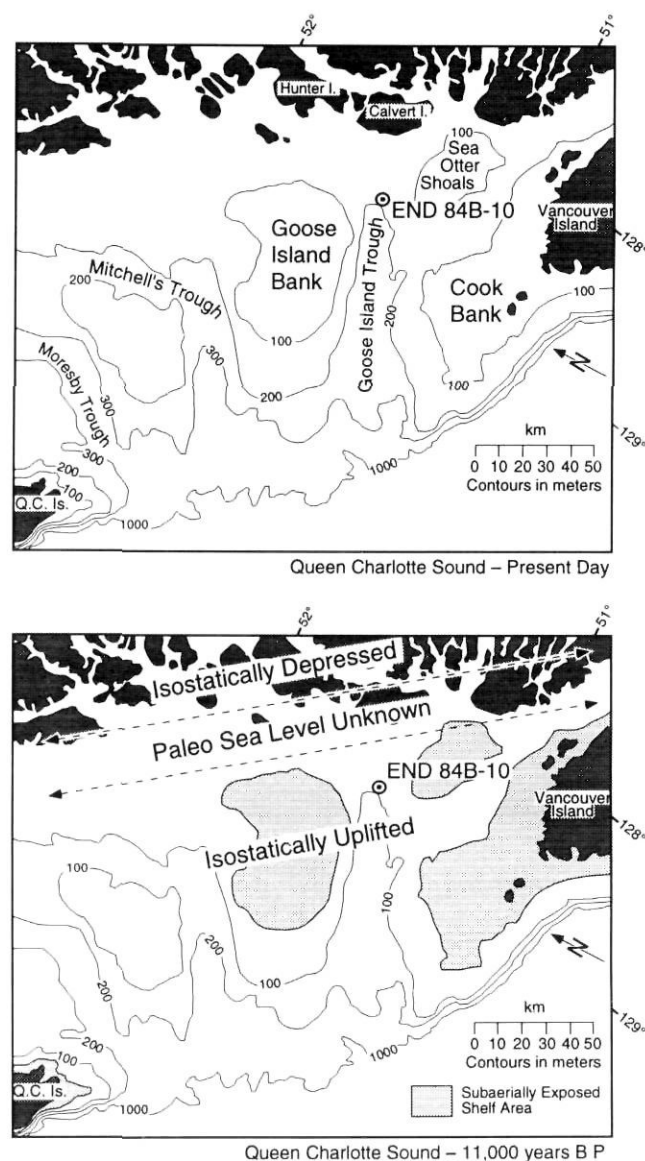 52°
51°
Hunter I.
Calvert I.
100
Sea
Otter
Shoals
END 84B-10
Vancouver
Island
128°
Goose
Island
Bank
Goose Island Trough
Mitchell's Trough
200
200
Cook
Bank
100
100
100
300
200
Moresby Trough
300
300
200
100
Q.C. Is.
1000
1000
N
129°
km
0 10 20 30 40 50
Contours in meters
Queen Charlotte Sound – Present Day
52°
51°
Isostatically Depressed
Paleo Sea Level Unknown
END 84B-10
Vancouver
Island
128°
Isostatically Uplifted
100
100
200
100
200
200
100
Q.C. Is.
1000
1000
N
129°
km
0 10 20 30 40 50
Contours in meters
Subaerially Exposed
Shelf Area
Queen Charlotte Sound – 11,000 years B P